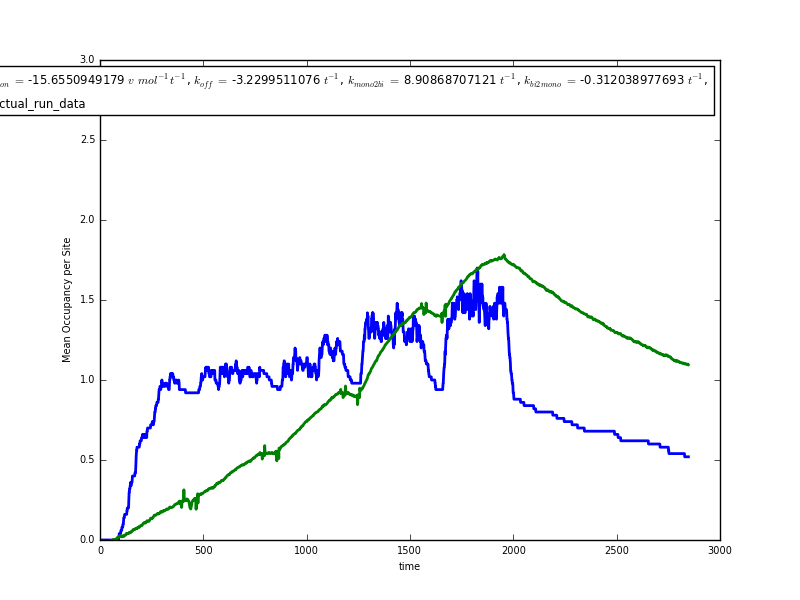 3.0
on = -15.6550949179 v mol⁻¹t⁻¹, k_off = -3.2299511076 t⁻¹, k_mono2bi = 8.90868707121 t⁻¹, k_bi2mono = -0.312038977693 t⁻¹,
ctual_run_data
2.5
2.0
1.5
1.0
0.5
0.0
Mean Occupancy per Site
0 500 1000 1500 2000 2500 3000
time